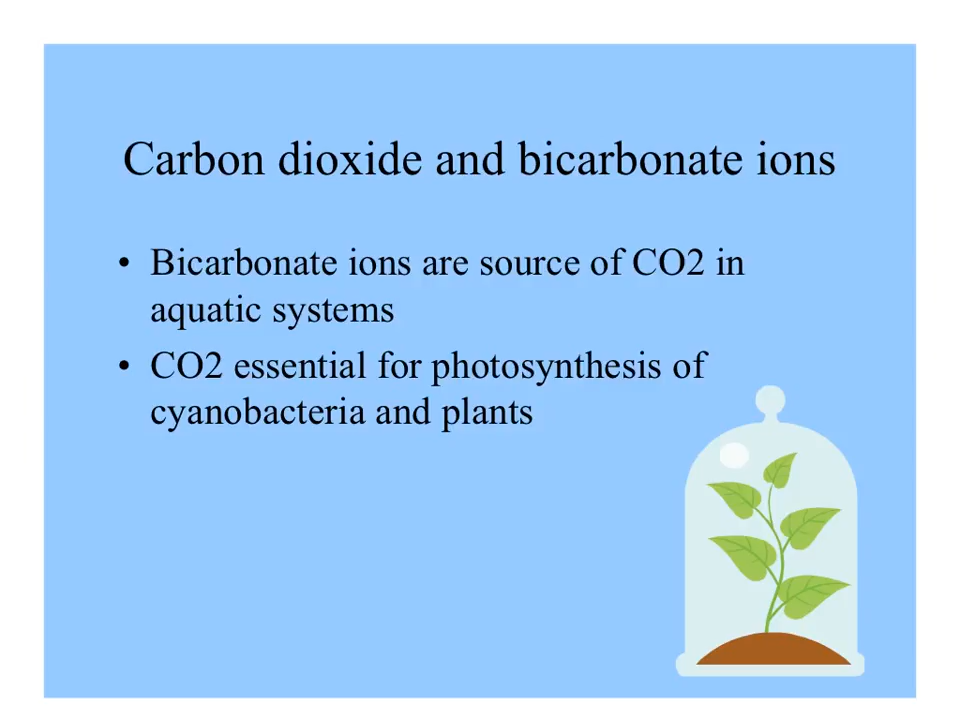 Carbon dioxide and bicarbonate ions
• Bicarbonate ions are source of CO2 in
aquatic systems
• CO2 essential for photosynthesis of
cyanobacteria and plants